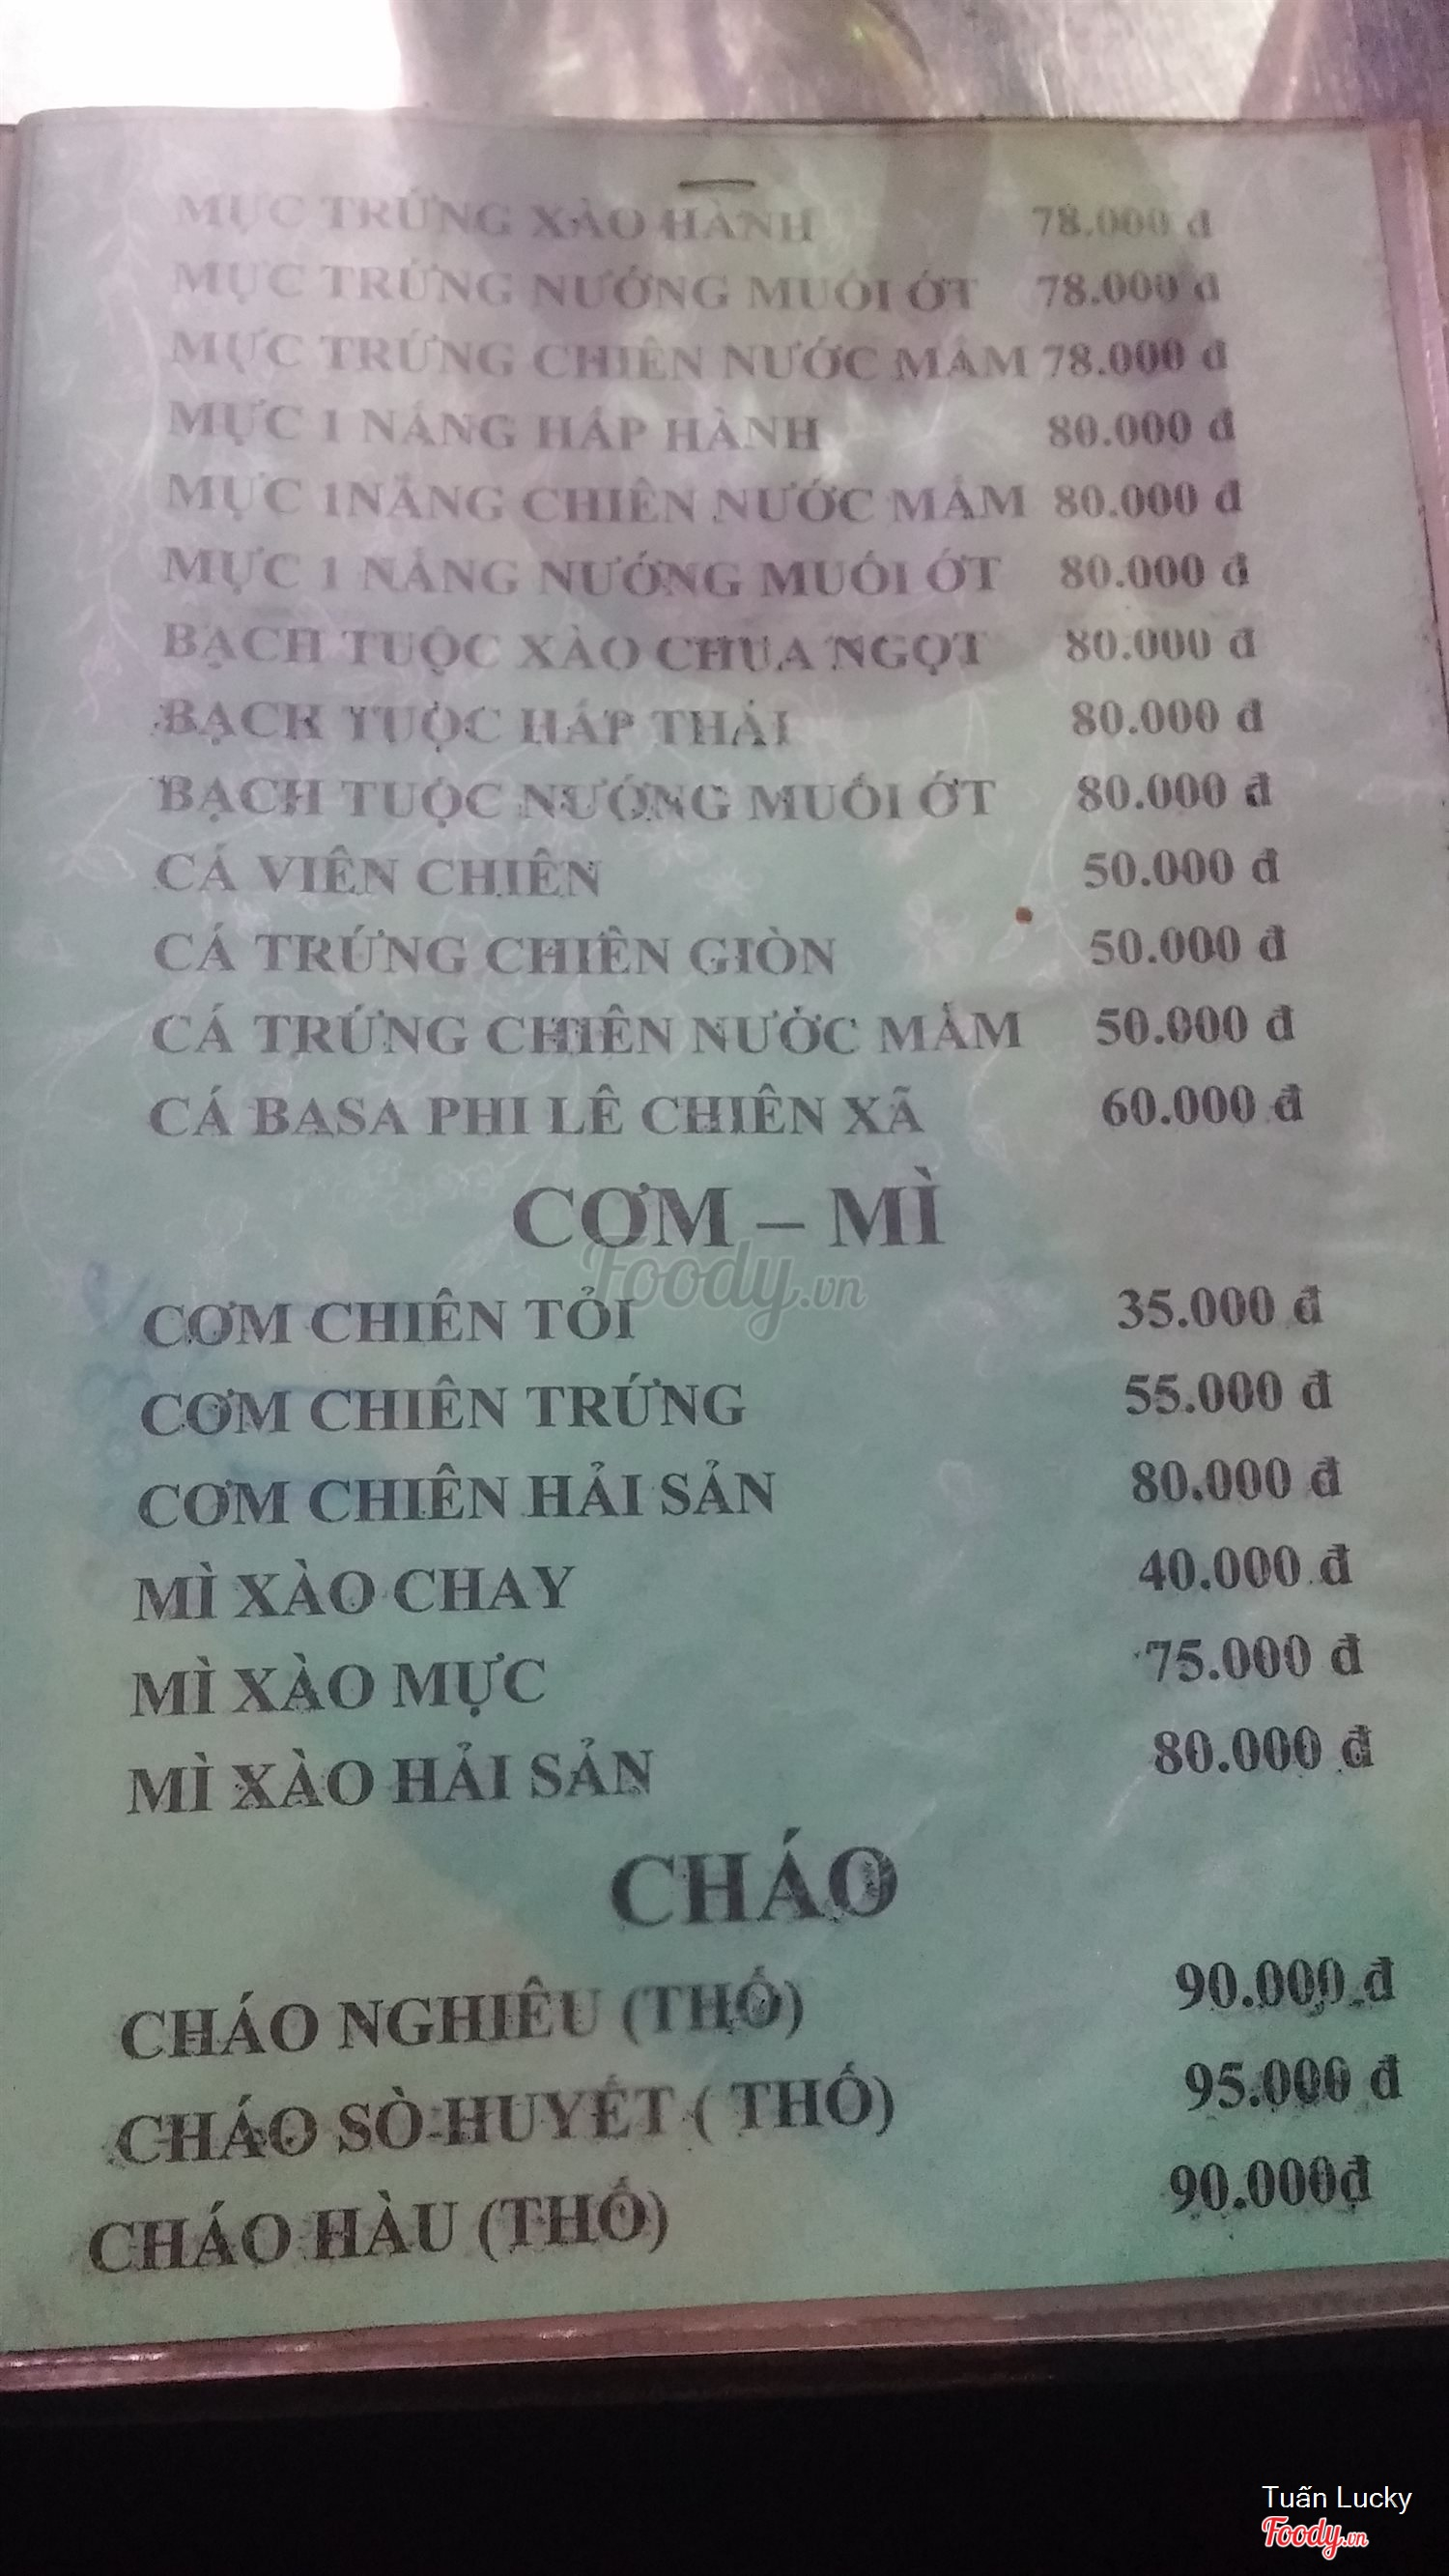 MỰC TRỨNG XÀO HÀNH 78.000 đ
MỰC TRỨNG NƯỚNG MUỐI ỚT 78.000 đ
MỰC TRỨNG CHIÊN NƯỚC MẮM 78.000 đ
MỰC 1 NẮNG HẤP HÀNH 80.000 đ
MỰC 1NẮNG CHIÊN NƯỚC MẮM 80.000 đ
MỰC 1 NẮNG NƯỚNG MUỐI ỚT 80.000 đ
BẠCH TUỘC XÀO CHUA NGỌT 80.000 đ
BẠCH TUỘC HẤP THÁI 80.000 đ
BẠCH TUỘC NƯỚNG MUỐI ỚT 80.000 đ
CÁ VIÊN CHIÊN 50.000 đ
CÁ TRỨNG CHIÊN GIÒN 50.000 đ
CÁ TRỨNG CHIÊN NƯỚC MẮM 50.000 đ
CÁ BASA PHI LÊ CHIÊN XÃ 60.000 đ
CƠM – MÌ
Foody.vn
CƠM CHIÊN TỎI 35.000 đ
CƠM CHIÊN TRỨNG 55.000 đ
CƠM CHIÊN HẢI SẢN 80.000 đ
MÌ XÀO CHAY 40.000 đ
MÌ XÀO MỰC 75.000 đ
MÌ XÀO HẢI SẢN 80.000 đ
CHÁO
CHÁO NGHIÊU (THỐ) 90.000 đ
CHÁO SÒ HUYẾT ( THỐ) 95.000 đ
CHÁO HÀU (THỐ) 90.000đ
Tuấn Lucky
Foody.vn